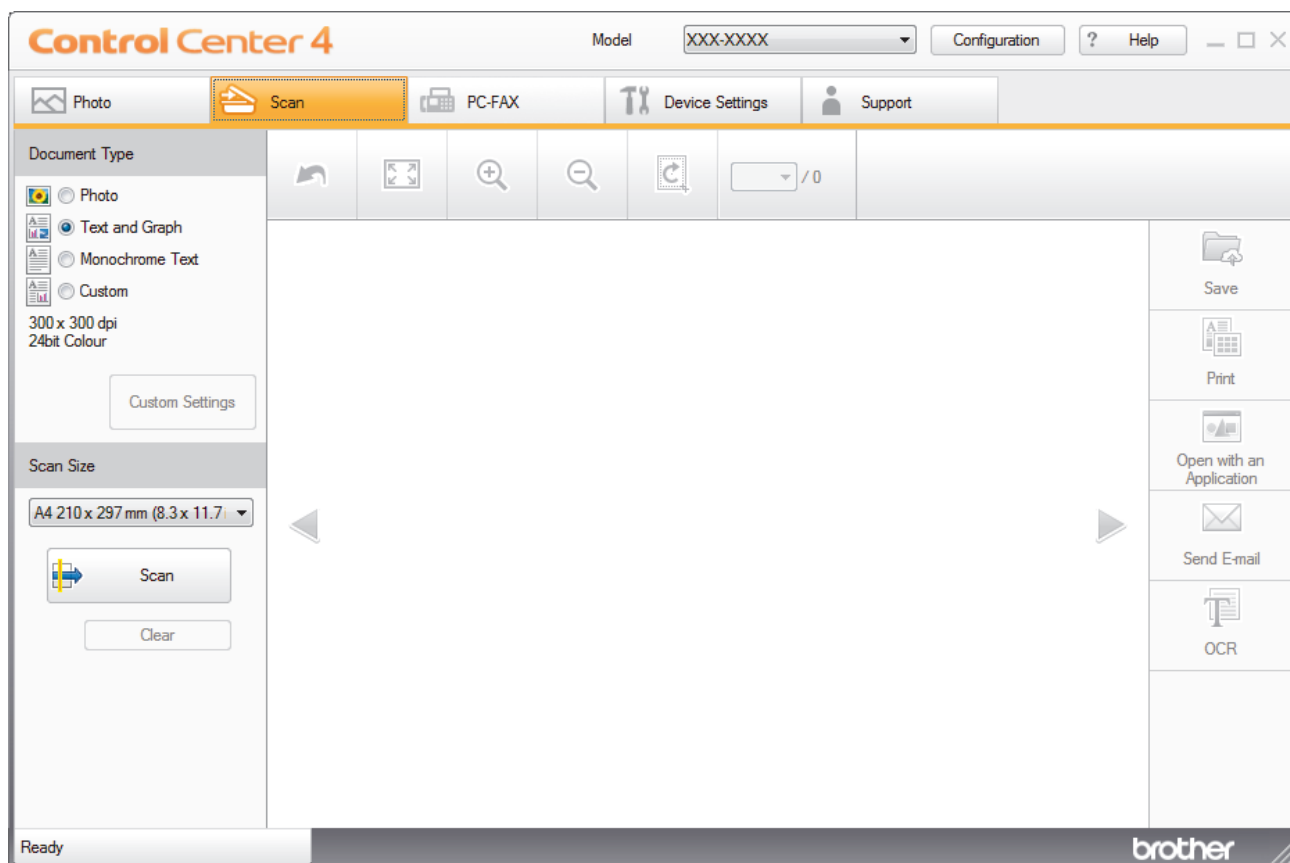 Control Center 4
Model
XXX-XXXX
Configuration
? Help
Photo
Scan
PC-FAX
Device Settings
Support
Document Type
Photo
Text and Graph
Monochrome Text
Custom
300 x 300 dpi
24bit Colour
Custom Settings
Scan Size
A4 210 x 297 mm (8.3 x 11.7
Scan
Clear
/ 0
Save
Print
Open with an
Application
Send E-mail
OCR
Ready
brother